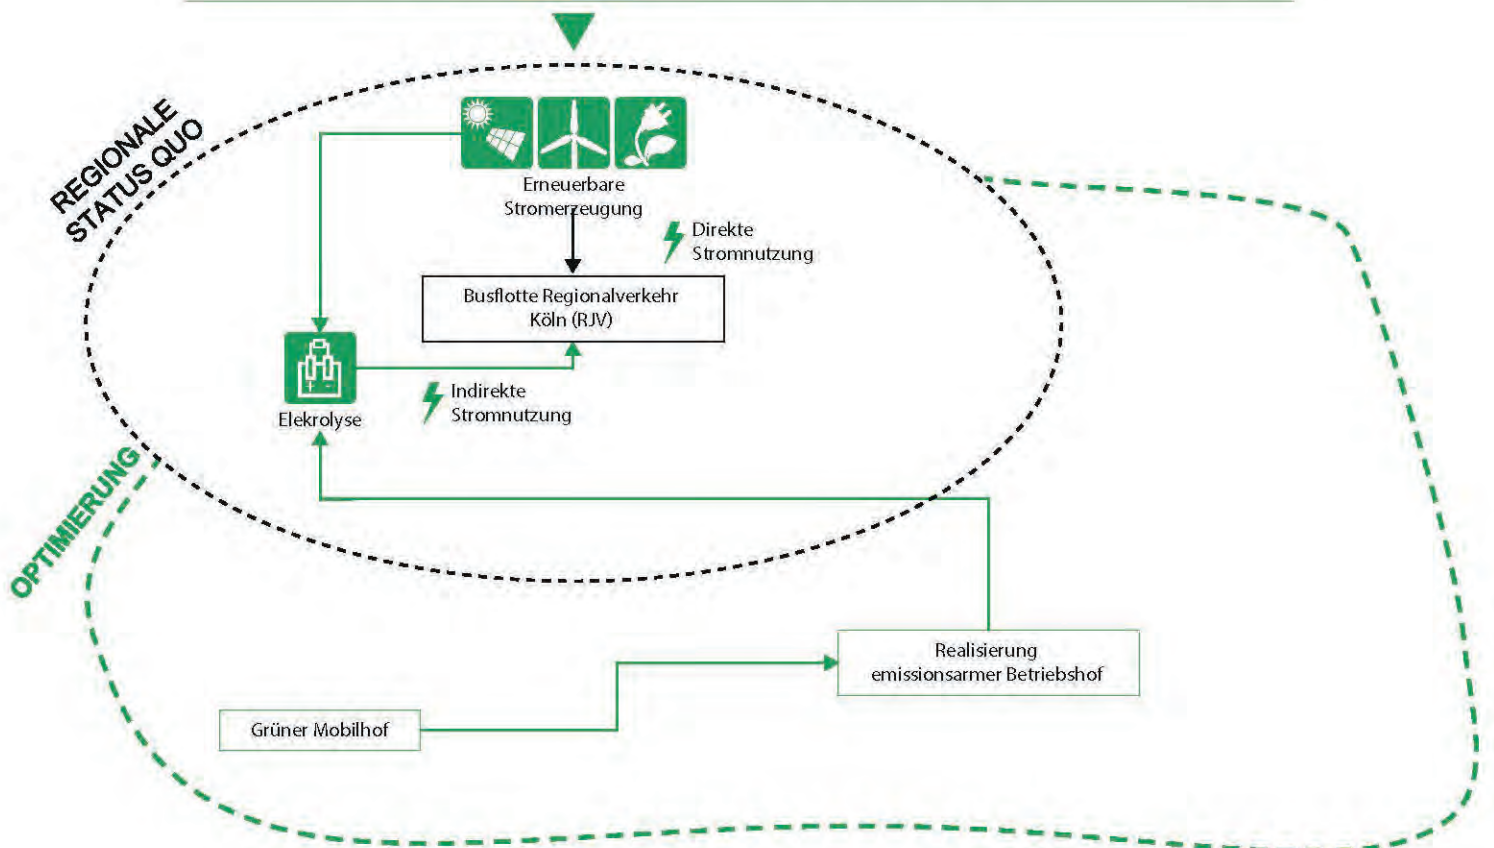 REGIONALE
STATUS QUO
Erneuerbare
Stromerzeugung
Direkte
Stromnutzung
Busflotte Regionalverkehr
Köln (RJV)
Indirekte
Stromnutzung
Elekrolyse
OPTIMIERUNG
Realisierung
emissionsarmer Betriebshof
Grüner Mobilhof